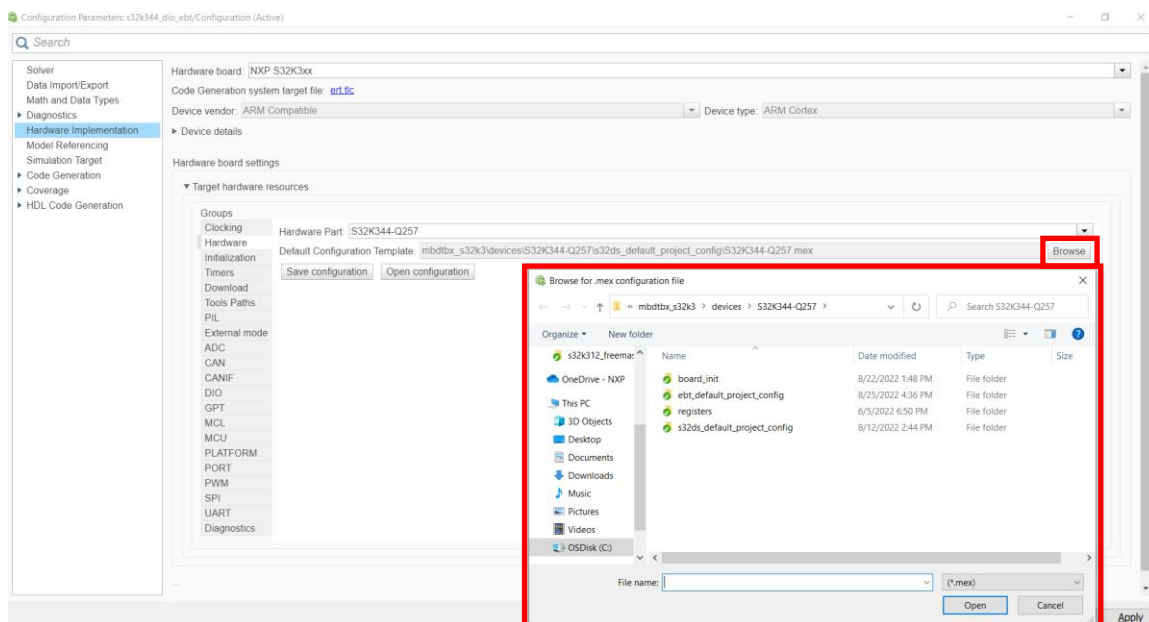 Configuration Parameters: s32k344_dio_ebt/Configuration (Active)
Search
Solver
Data Import/Export
Math and Data Types
Diagnostics
Hardware Implementation
Model Referencing
Simulation Target
Code Generation
Coverage
HDL Code Generation
Hardware board: NXP S32K3xx
Code Generation system target file: ert.tlc
Device vendor: ARM Compatible
Device type: ARM Cortex
Device details
Hardware board settings
Target hardware resources
Groups
Clocking
Hardware
Initialization
Timers
Download
Tools Paths
PIL
External mode
ADC
CAN
CANIF
DIO
GPT
MCL
MCU
PLATFORM
PORT
PWM
SPI
UART
Diagnostics
Hardware Part: S32K344-Q257
Default Configuration Template: mbdtbx_s32k3\devices\S32K344-Q257\s32ds_default_project_config\S32K344-Q257.mex
Browse
Save configuration Open configuration
Browse for .mex configuration file
« mbdtbx_s32k3 > devices > S32K344-Q257 >
Search S32K344-Q257
Organize New folder
s32k312_freemas
OneDrive - NXP
This PC
3D Objects
Desktop
Documents
Downloads
Music
Pictures
Videos
OSDisk (C:)
Name Date modified Type Size
board_init 8/22/2022 1:48 PM File folder
ebt_default_project_config 8/25/2022 4:36 PM File folder
registers 6/5/2022 6:50 PM File folder
s32ds_default_project_config 8/12/2022 2:44 PM File folder
File name: (*.mex)
Open Cancel
Apply